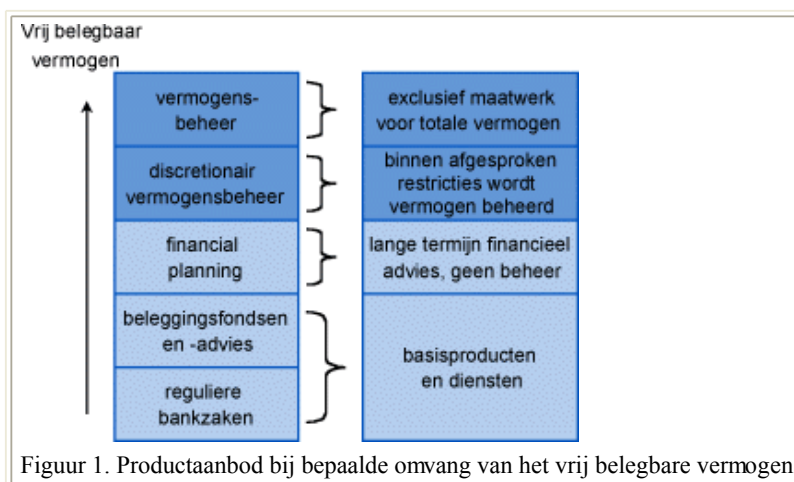 Vrij belegbaar
vermogen
vermogens-
beheer
exclusief maatwerk
voor totale vermogen
discretionair
vermogensbeheer
binnen afgesproken
restricties wordt
vermogen beheerd
financial
planning
lange termijn financieel
advies, geen beheer
beleggingsfondsen
en -advies
reguliere
bankzaken
basisproducten
en diensten
Figuur 1. Productaanbod bij bepaalde omvang van het vrij belegbare vermogen